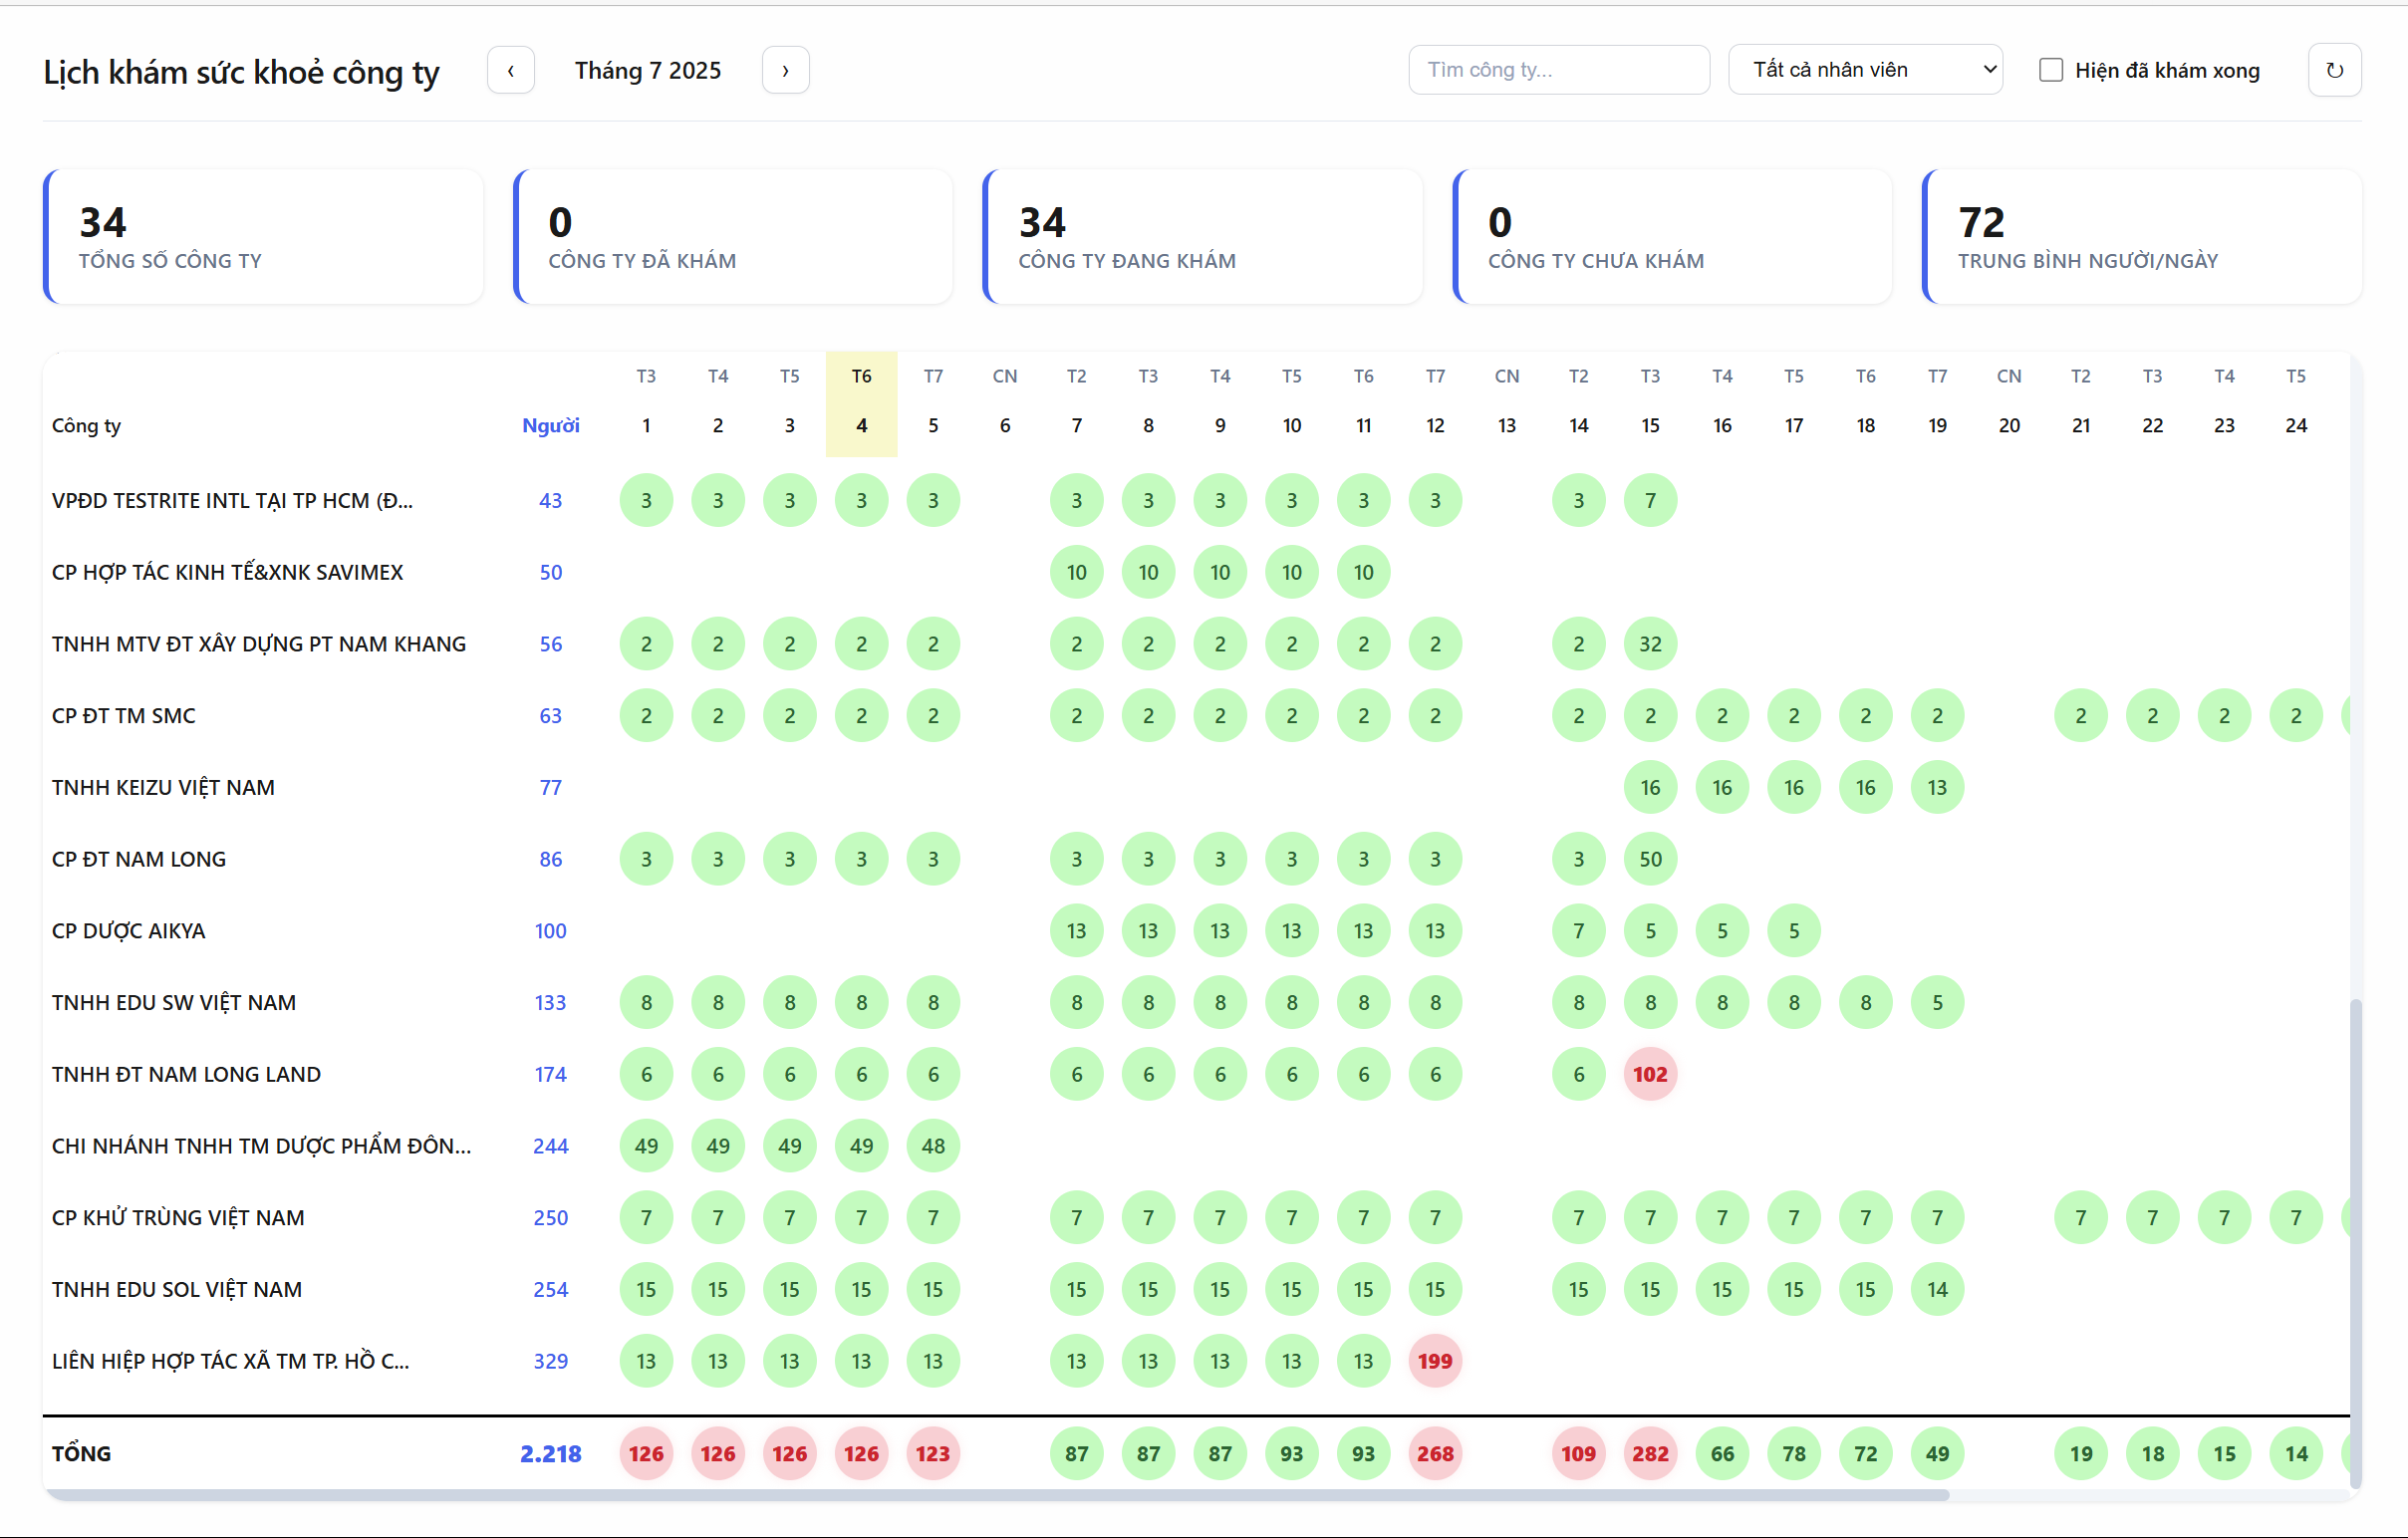 Lịch khám sức khoẻ công ty ‹ Tháng 7 2025 › Tìm công ty... Tất cả nhân viên Hiện đã khám xong ↻
34 0 34 0 72
TỔNG SỐ CÔNG TY CÔNG TY ĐÃ KHÁM CÔNG TY ĐANG KHÁM CÔNG TY CHƯA KHÁM TRUNG BÌNH NGƯỜI/NGÀY
T3 T4 T5 T6 T7 CN T2 T3 T4 T5 T6 T7 CN T2 T3 T4 T5 T6 T7 CN T2 T3 T4 T5
Công ty Người 1 2 3 4 5 6 7 8 9 10 11 12 13 14 15 16 17 18 19 20 21 22 23 24
VPĐD TESTRITE INTL TẠI TP HCM (Đ... 43 3 3 3 3 3 3 3 3 3 3 3 3 7
CP HỢP TÁC KINH TẾ&XNK SAVIMEX 50 10 10 10 10 10
TNHH MTV ĐT XÂY DỰNG PT NAM KHANG 56 2 2 2 2 2 2 2 2 2 2 2 2 32
CP ĐT TM SMC 63 2 2 2 2 2 2 2 2 2 2 2 2 2 2 2 2 2 2 2 2 2
TNHH KEIZU VIỆT NAM 77 16 16 16 16 13
CP ĐT NAM LONG 86 3 3 3 3 3 3 3 3 3 3 3 3 50
CP DƯỢC AIKYA 100 13 13 13 13 13 13 7 5 5 5
TNHH EDU SW VIỆT NAM 133 8 8 8 8 8 8 8 8 8 8 8 8 8 8 8 8 5
TNHH ĐT NAM LONG LAND 174 6 6 6 6 6 6 6 6 6 6 6 6 102
CHI NHÁNH TNHH TM DƯỢC PHẨM ĐÔN... 244 49 49 49 49 48
CP KHỬ TRÙNG VIỆT NAM 250 7 7 7 7 7 7 7 7 7 7 7 7 7 7 7 7 7 7 7 7 7
TNHH EDU SOL VIỆT NAM 254 15 15 15 15 15 15 15 15 15 15 15 15 15 15 15 15 14
LIÊN HIỆP HỢP TÁC XÃ TM TP. HỒ C... 329 13 13 13 13 13 13 13 13 13 13 199
TỔNG 2.218 126 126 126 126 123 87 87 87 93 93 268 109 282 66 78 72 49 19 18 15 14